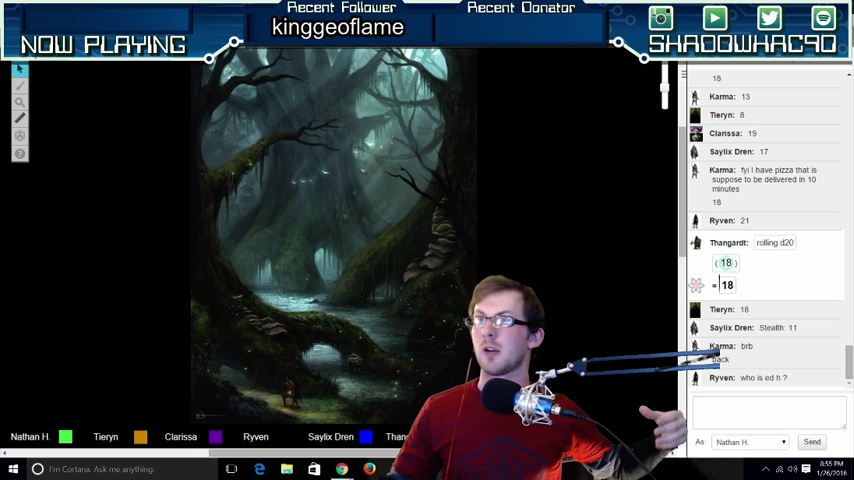 Recent Follower
Recent Donator
kinggeoflame
NOW PLAYING
SHADOWHAC90
18
Karma: 13
Tieryn: 8
Clarissa: 19
Saylix Dren: 17
Karma: fyi I have pizza that is
suppose to be delivered in 10
minutes
18
Ryven: 21
Thangardt: rolling d20
(18)
= 18
Tieryn: 18
Saylix Dren: Stealth: 11
Karma: brb
back
Ryven: who is ed h.?
Nathan H.
Tieryn
Clarissa
Ryven
Saylix Dren
Than
As:
Nathan H.
Send
I'm Cortana. Ask me anything.
8:55 PM
1/26/2016